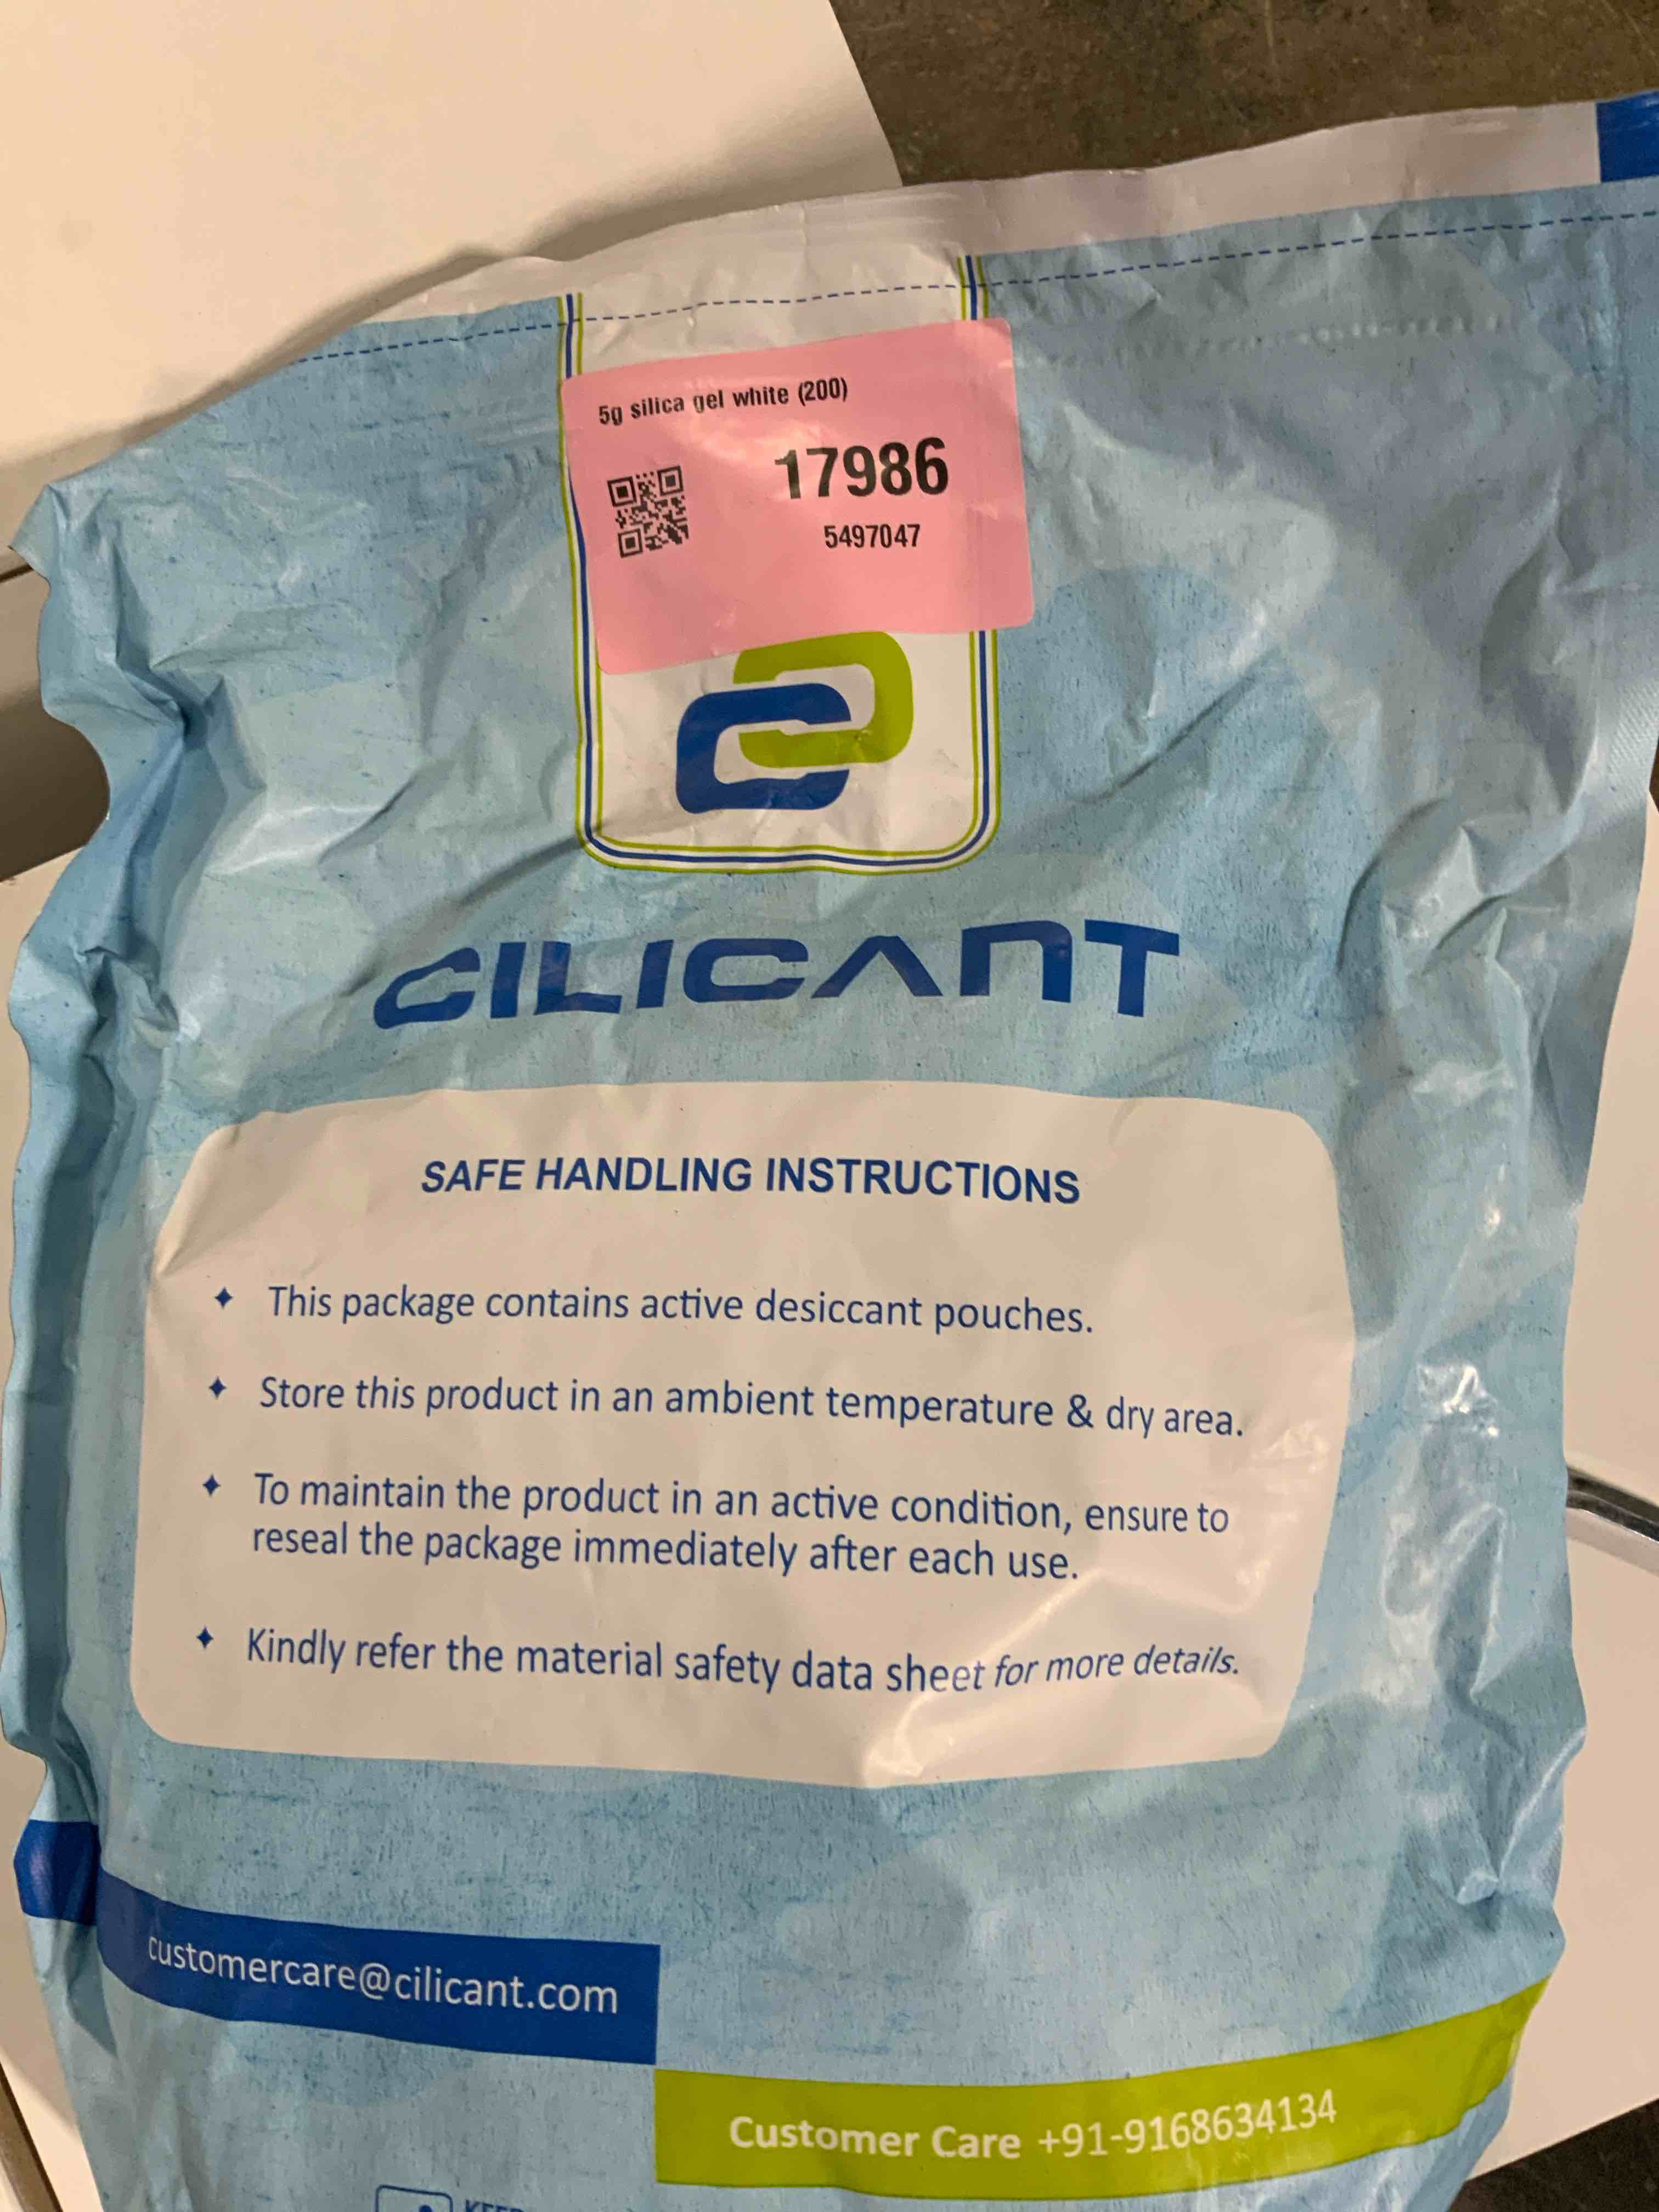 5g silica gel white (200)
17986
5497047
CILICANT
SAFE HANDLING INSTRUCTIONS
✦ This package contains active desiccant pouches.
✦ Store this product in an ambient temperature & dry area.
✦ To maintain the product in an active condition, ensure to
reseal the package immediately after each use.
✦ Kindly refer the material safety data sheet for more details.
customercare@cilicant.com
Customer Care +91-9168634134